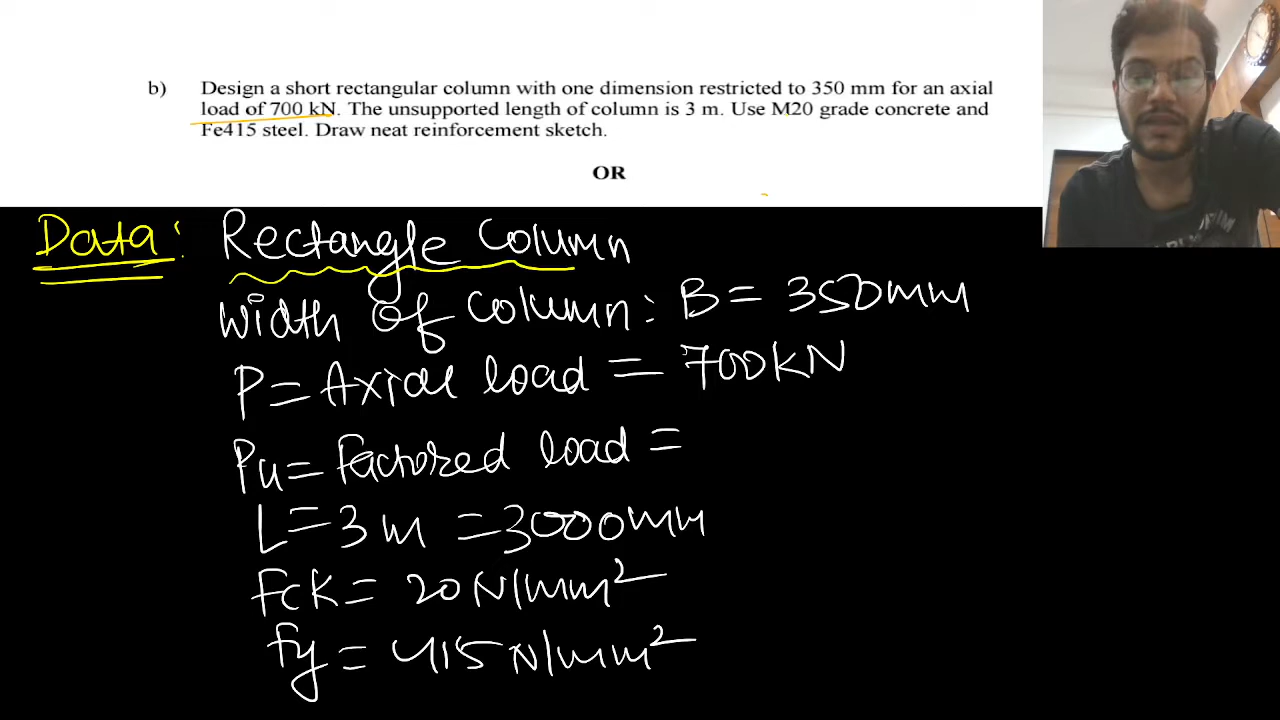 b) Design a short rectangular column with one dimension restricted to 350 mm for an axial
load of 700 kN. The unsupported length of column is 3 m. Use M20 grade concrete and
Fe415 steel. Draw neat reinforcement sketch.
OR
Data: Rectangle Column
Width of column: B = 350mm
P = Axial load = 700KN
Pu = Factored load =
L = 3 m = 3000mm
Fck = 20 N/mm²
Fy = 415 N/mm²